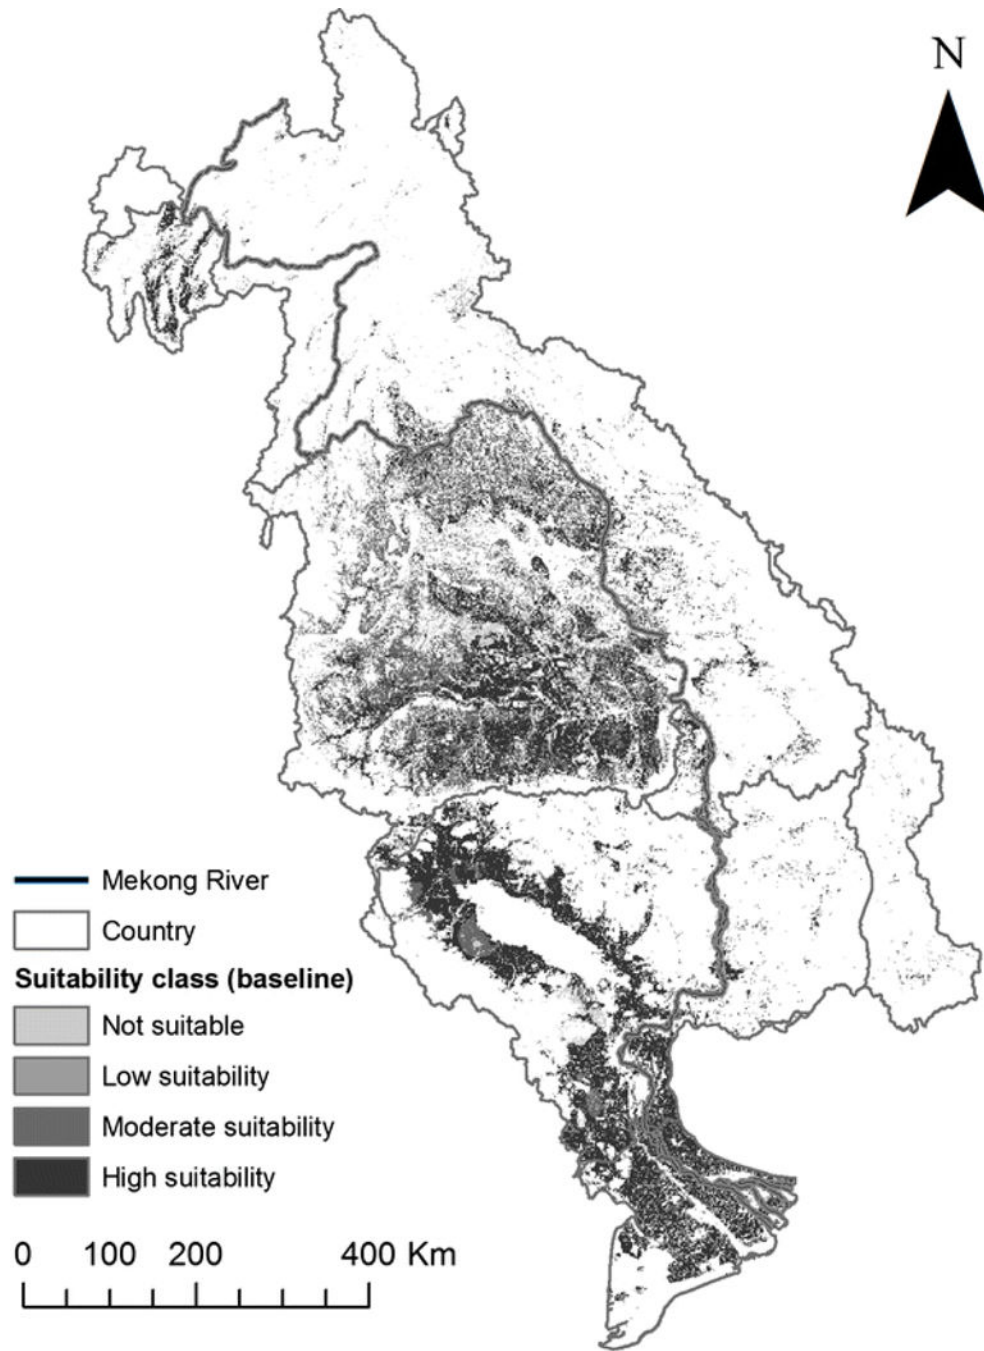 N
Mekong River
Country
Suitability class (baseline)
Not suitable
Low suitability
Moderate suitability
High suitability
0 100 200 400 Km